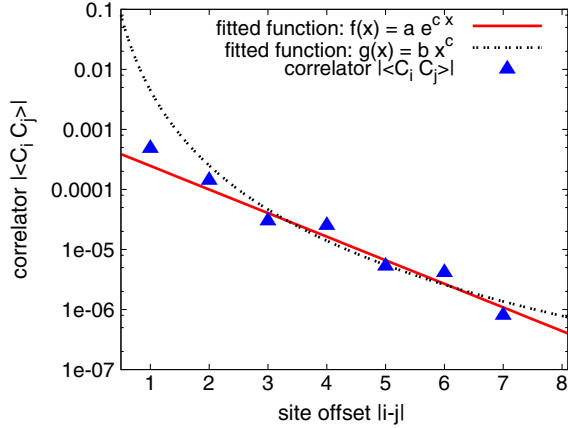 0.1
0.01
0.001
0.0001
1e-05
1e-06
1e-07
correlator |<C_i C_j>|
fitted function: f(x) = a e^{c x}
fitted function: g(x) = b x^c
correlator |<C_i C_j>|
1 2 3 4 5 6 7 8
site offset |i-j|